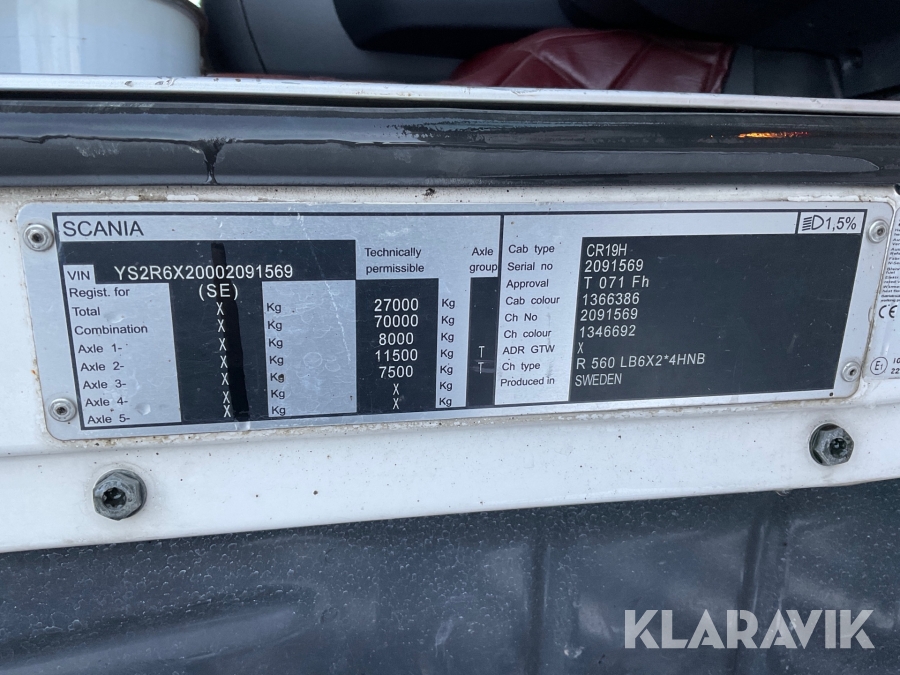 SCANIA
VIN YS2R6X20002091569
Technically permissible
Axle group
Regist. for (SE)
Total X Kg 27000 Kg
Combination X Kg 70000 Kg
Axle 1- X Kg 8000 Kg
Axle 2- X Kg 11500 Kg T
Axle 3- X Kg 7500 Kg T
Axle 4- X Kg X Kg
Axle 5- X Kg X Kg
1,5%
Cab type CR19H
Serial no 2091569
Approval T 071 Fh
Cab colour 1366386
Ch No 2091569
Ch colour 1346692
ADR GTW X
Ch type R 560 LB6X2*4HNB
Produced in SWEDEN
CE
KLARAVIK